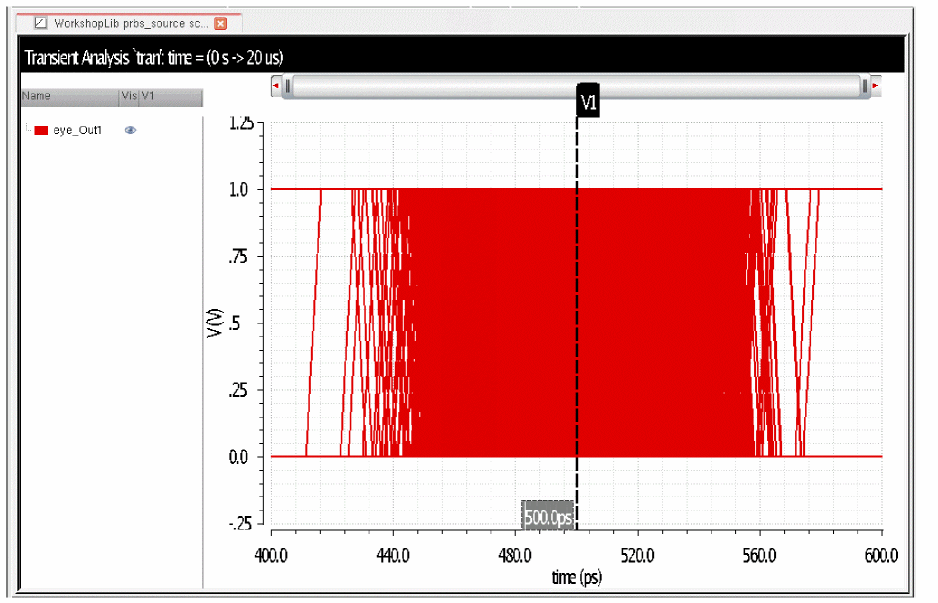 WorkshopLib prbs_source sc...
Transient Analysis `tran': time = (0 s -> 20 us)
Name Vis V1
eye_Out1
V1
1.25
1.0
.75
.5
.25
0.0
-.25
V (V)
500.0ps
400.0 440.0 480.0 520.0 560.0 600.0
time (ps)